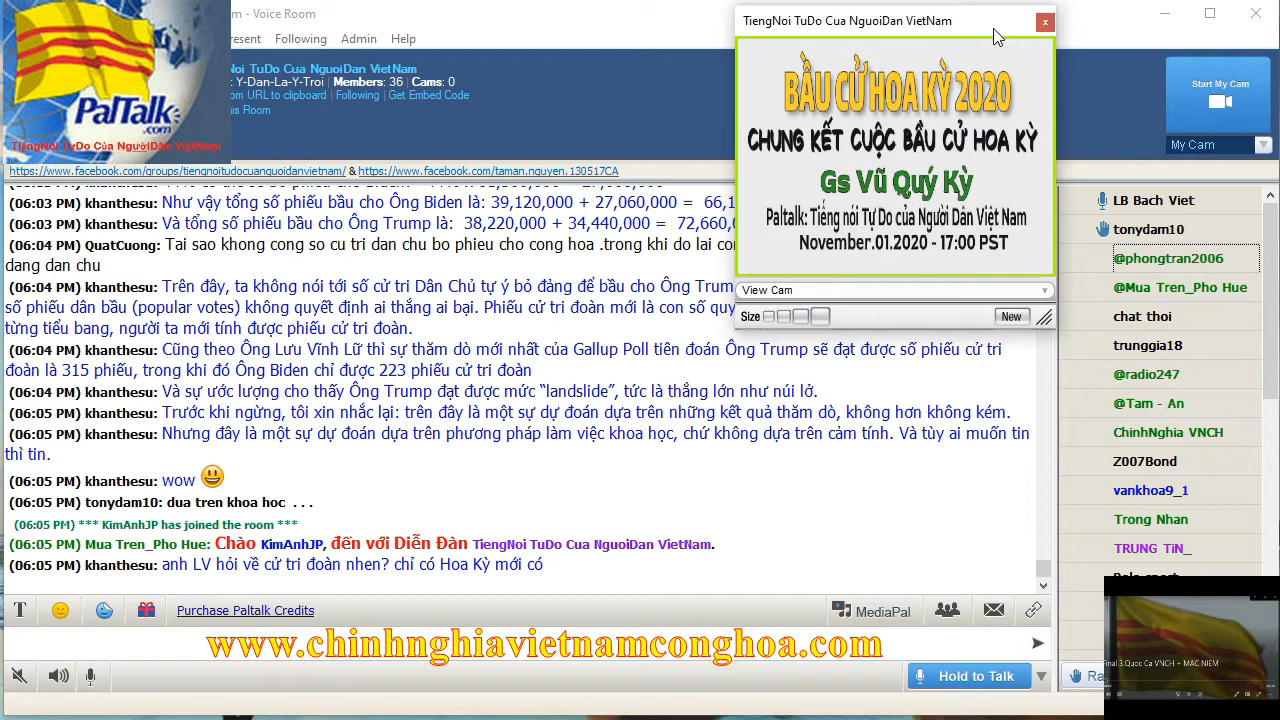 m - Voice Room
esent Following Admin Help
Noi TuDo Cua NguoiDan VietNam
: Y-Dan-La-Y-Troi | Members: 36 | Cams: 0
om URL to clipboard | Following | Get Embed Code
his Room
PalTalk
.com
TiengNoi TyDo Của NgườiDân VietNam
Start My Cam
My Cam
https://www.facebook.com/groups/tiengnoitudocuanguoidanvietnam/ & https://www.facebook.com/taman.nguyen.130517CA
TiengNoi TuDo Cua NguoiDan VietNam
BẦU CỬ HOA KỲ 2020
CHUNG KẾT CUỘC BẦU CỬ HOA KỲ
Gs Vũ Quý Kỳ
Paltalk: Tiếng nói Tự Do của Người Dân Việt Nam
November.01.2020 - 17:00 PST
View Cam
Size
New
(06:03 PM) khanthesu: Như vậy tổng số phiếu bầu cho Ông Biden là: 39,120,000 + 27,060,000 = 66,1
(06:03 PM) khanthesu: Và tổng số phiếu bầu cho Ông Trump là: 38,220,000 + 34,440,000 = 72,660
(06:04 PM) QuatCuong: Tai sao khong cong so cu tri dan chu bo phieu cho cong hoa .trong khi do lai con
dang dan chu
(06:04 PM) khanthesu: Trên đây, ta không nói tới số cử tri Dân Chủ tự ý bỏ đảng để bầu cho Ông Trum
số phiếu dân bầu (popular votes) không quyết định ai thắng ai bại. Phiếu cử tri đoàn mới là con số quy
từng tiểu bang, người ta mới tính được phiếu cử tri đoàn.
(06:04 PM) khanthesu: Cũng theo Ông Lưu Vĩnh Lữ thì sự thăm dò mới nhất của Gallup Poll tiên đoán Ông Trump sẽ đạt được số phiếu cử tri
đoàn là 315 phiếu, trong khi đó Ông Biden chỉ được 223 phiếu cử tri đoàn
(06:04 PM) khanthesu: Và sự ước lượng cho thấy Ông Trump đạt được mức “landslide”, tức là thắng lớn như núi lở.
(06:05 PM) khanthesu: Trước khi ngừng, tôi xin nhắc lại: trên đây là một sự dự đoán dựa trên những kết quả thăm dò, không hơn không kém.
(06:05 PM) khanthesu: Nhưng đây là một sự dự đoán dựa trên phương pháp làm việc khoa học, chứ không dựa trên cảm tính. Và tùy ai muốn tin
thì tin.
(06:05 PM) khanthesu: wow
(06:05 PM) tonydam10: dua tren khoa hoc . . .
(06:05 PM) *** KimAnhJP has joined the room ***
(06:05 PM) Mua Tren_Pho Hue: Chào KimAnhJP, đến với Diễn Đàn TiengNoi TuDo Cua NguoiDan VietNam.
(06:05 PM) khanthesu: anh LV hỏi về cử tri đoàn nhen? chỉ có Hoa Kỳ mới có
LB Bach Viet
tonydam10
@phongtran2006
@Mua Tren_Pho Hue
chat thoi
trunggia18
@radio247
@Tam - An
ChinhNghia VNCH
Z007Bond
vankhoa9_1
Trong Nhan
TRUNG TiN_
Purchase Paltalk Credits
MediaPal
www.chinhnghiavietnamconghoa.com
Hold to Talk
Ra
Final 3.Quoc Ca VNCH + MAC NIEM